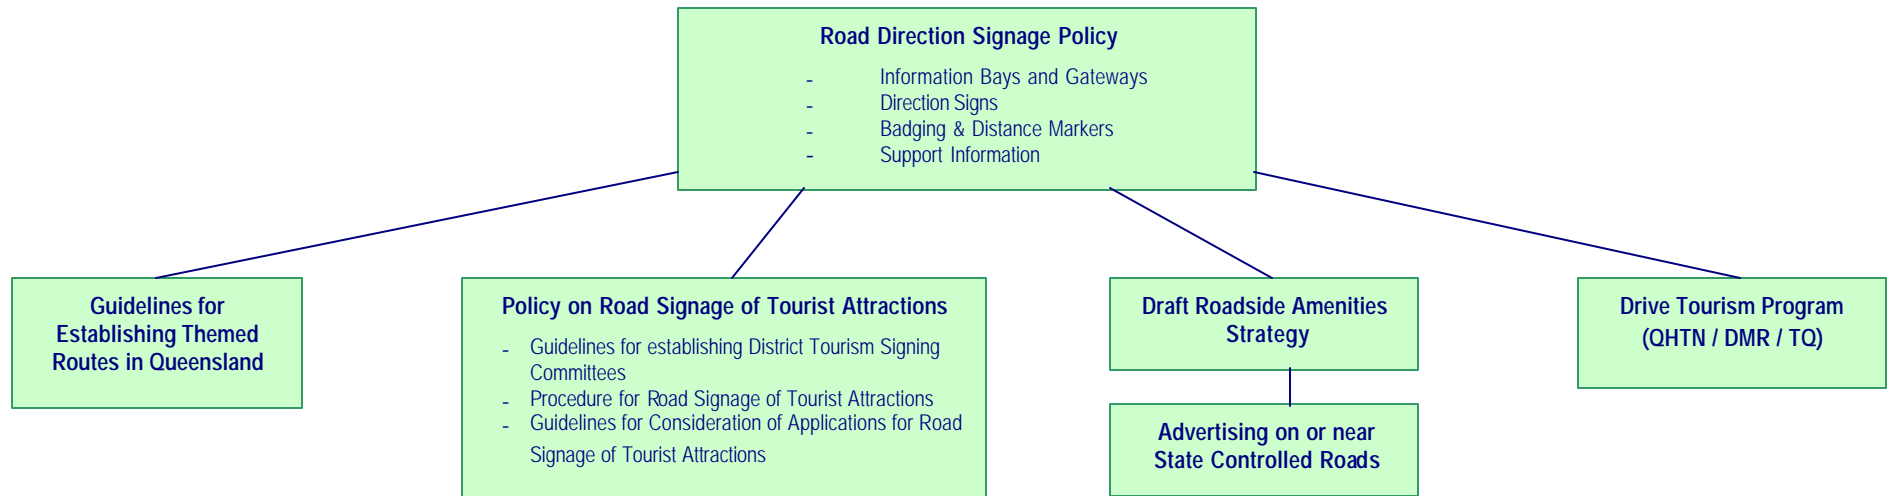 Road Direction Signage Policy
- Information Bays and Gateways
- Direction Signs
- Badging & Distance Markers
- Support Information
Guidelines for
Establishing Themed
Routes in Queensland
Policy on Road Signage of Tourist Attractions
- Guidelines for establishing District Tourism Signing
Committees
- Procedure for Road Signage of Tourist Attractions
- Guidelines for Consideration of Applications for Road
Signage of Tourist Attractions
Draft Roadside Amenities
Strategy
Advertising on or near
State Controlled Roads
Drive Tourism Program
(QHTN / DMR / TQ)